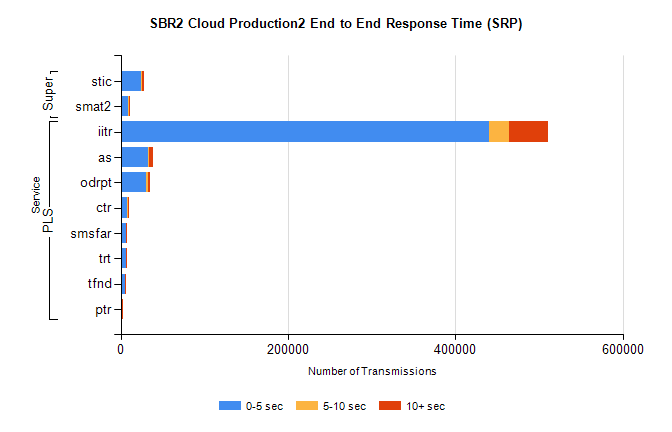 SBR2 Cloud Production2 End to End Response Time (SRP)
Super
stic
smat2
Service
PLS
iitr
as
odrpt
ctr
smsfar
trt
tfnd
ptr
0 200000 400000 600000
Number of Transmissions
0-5 sec 5-10 sec 10+ sec